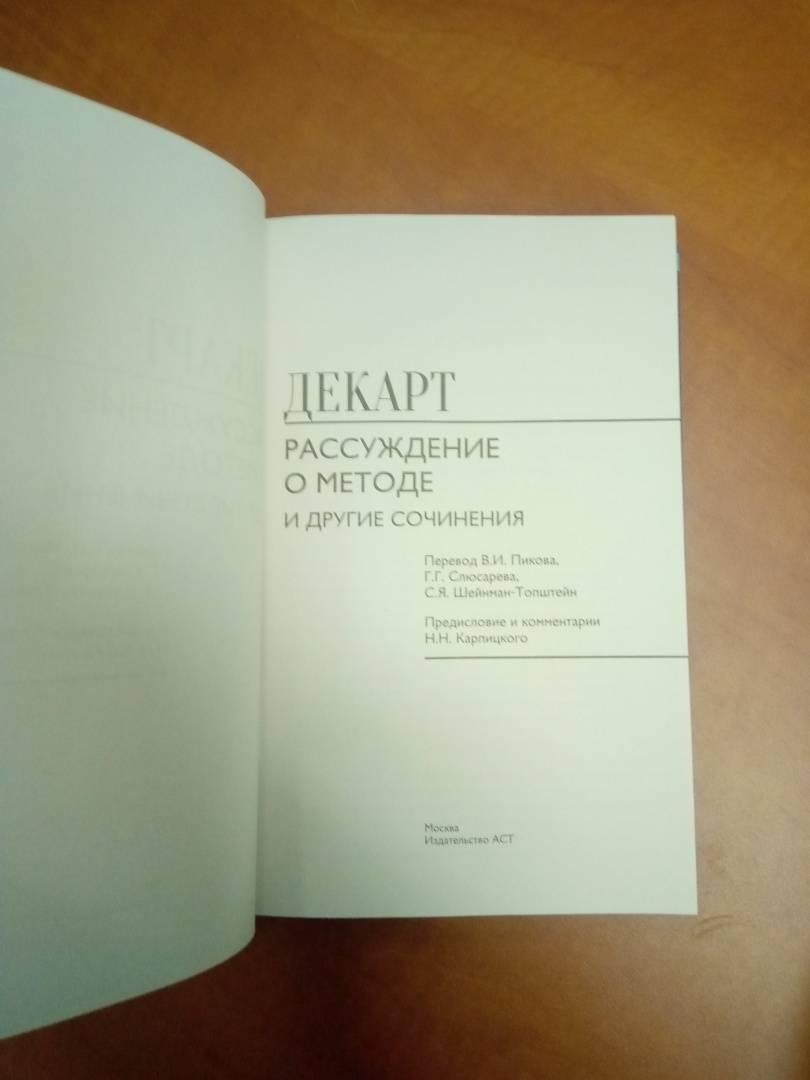 ДЕКАРТ
РАССУЖДЕНИЕ
О МЕТОДЕ
И ДРУГИЕ СОЧИНЕНИЯ
Перевод В.И. Пикова,
Г.Г. Слюсарева,
С.Я. Шейнман-Топштейн
Предисловие и комментарии
Н.Н. Карпицкого
Москва
Издательство АСТ